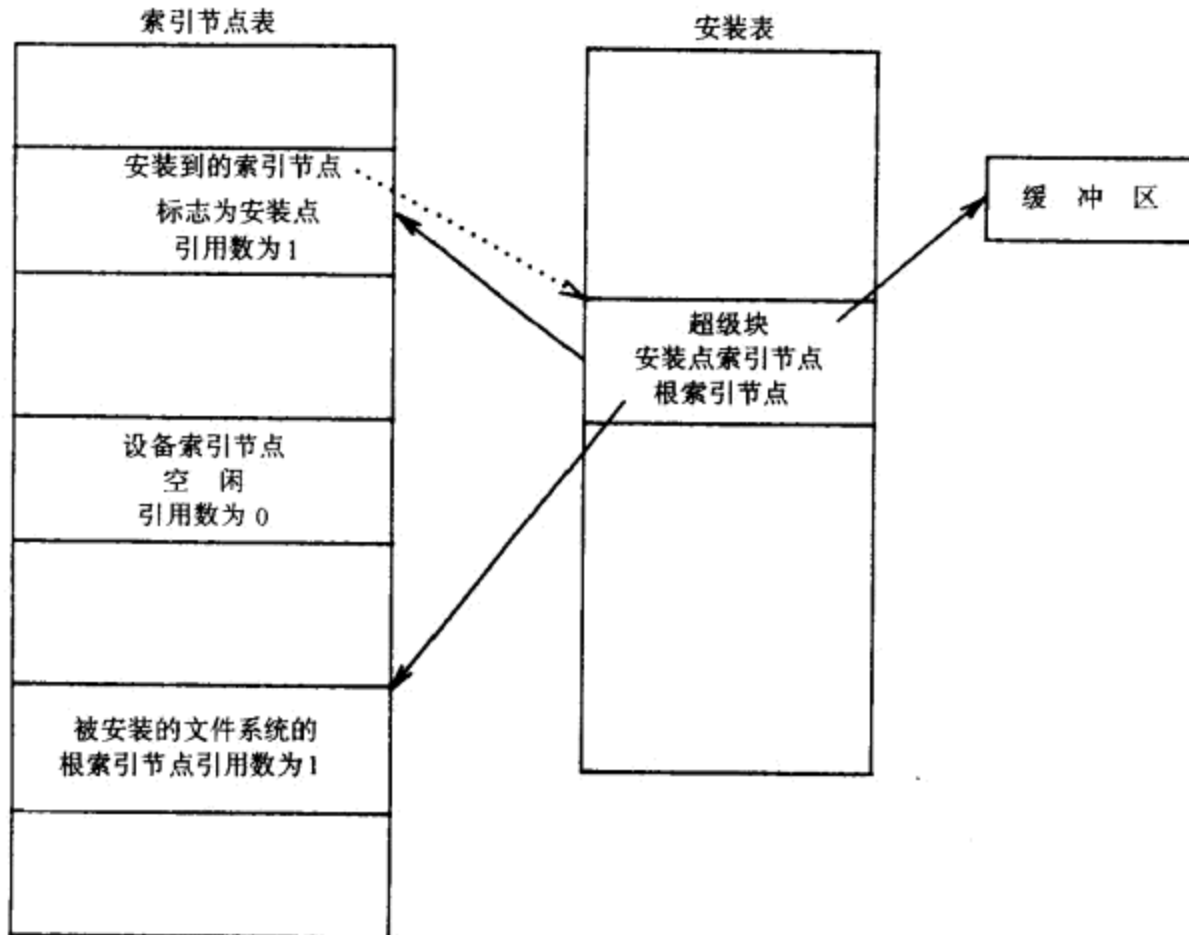 索引节点表
安装到的索引节点
标志为安装点
引用数为1
设备索引节点
空 闲
引用数为 0
被安装的文件系统的
根索引节点引用数为1
安装表
超级块
安装点索引节点
根索引节点
缓 冲 区